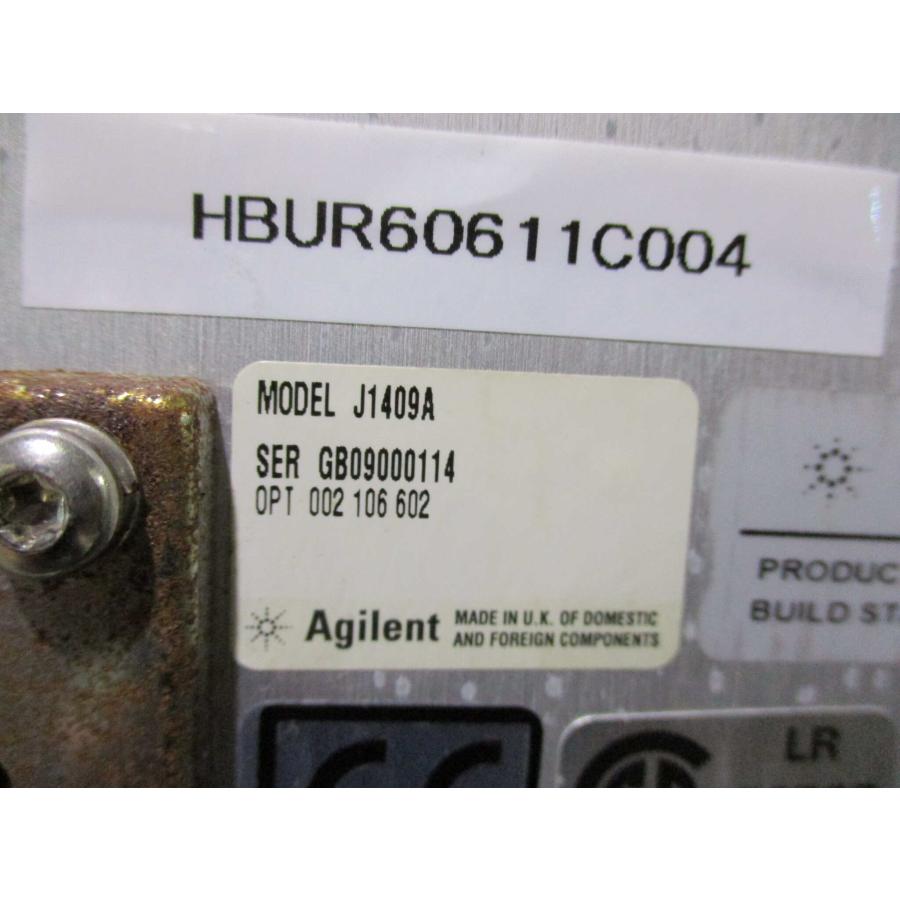 HBUR60611C004
MODEL J1409A
SER GB09000114
OPT 002 106 602
Agilent
MADE IN U.K. OF DOMESTIC
AND FOREIGN COMPONENTS
PRODUC
BUILD ST
CE
LR